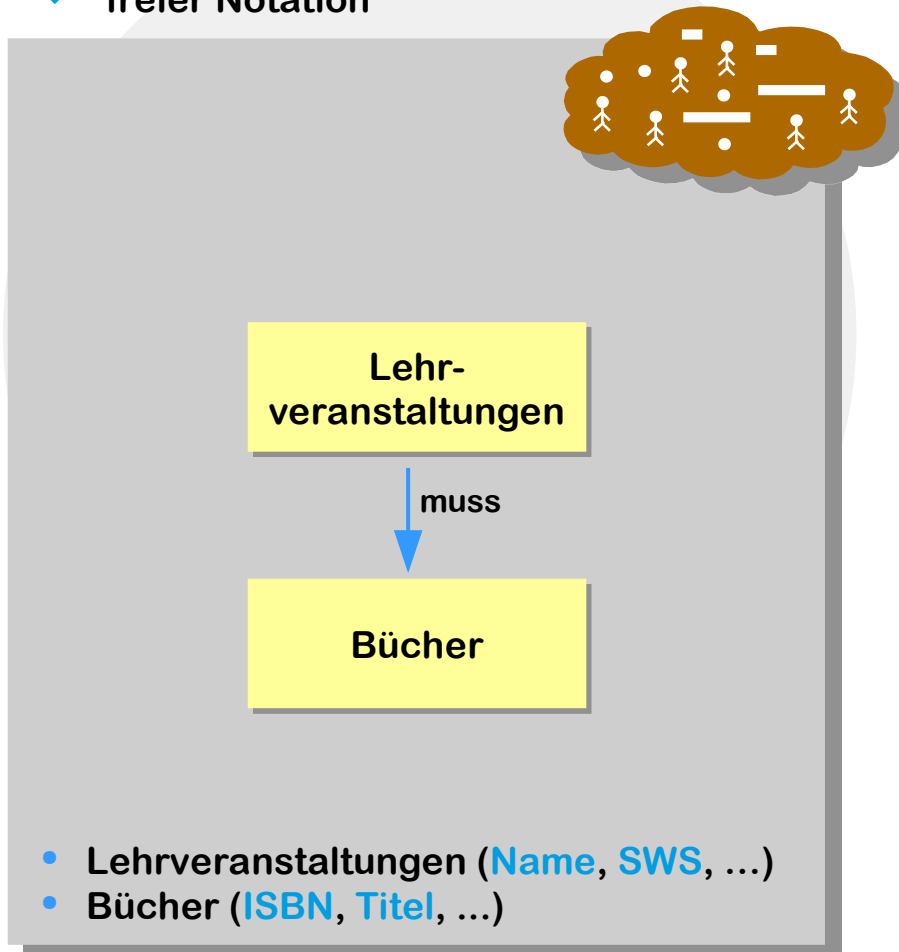 freier Notation
Lehr-
veranstaltungen
muss
Bücher
• Lehrveranstaltungen (Name, SWS, …)
• Bücher (ISBN, Titel, …)